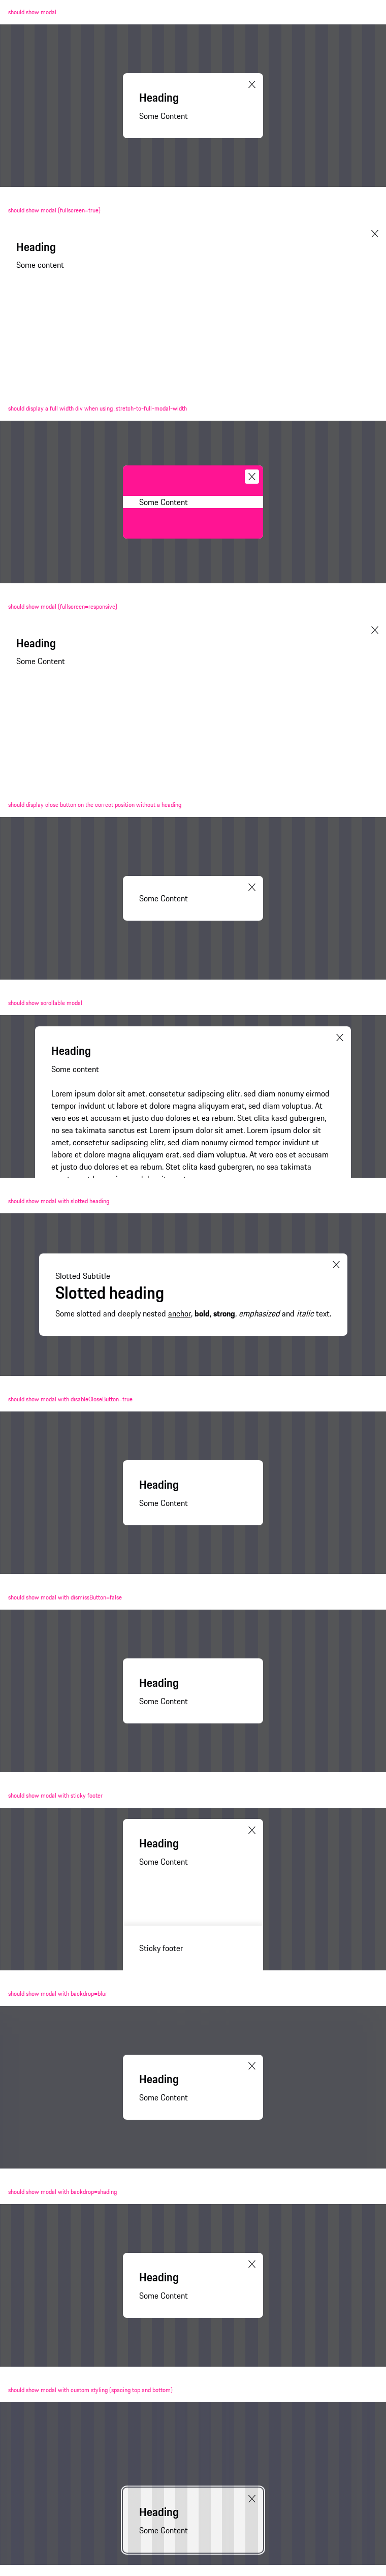 should show modal
Heading
Some Content
should show modal (fullscreen=true)
Heading
Some content
should display a full width div when using .stretch-to-full-modal-width
Some Content
should show modal (fullscreen=responsive)
Heading
Some Content
should display close button on the correct position without a heading
Some Content
should show scrollable modal
Heading
Some content
Lorem ipsum dolor sit amet, consetetur sadipscing elitr, sed diam nonumy eirmod
tempor invidunt ut labore et dolore magna aliquyam erat, sed diam voluptua. At
vero eos et accusam et justo duo dolores et ea rebum. Stet clita kasd gubergren,
no sea takimata sanctus est Lorem ipsum dolor sit amet. Lorem ipsum dolor sit
amet, consetetur sadipscing elitr, sed diam nonumy eirmod tempor invidunt ut
labore et dolore magna aliquyam erat, sed diam voluptua. At vero eos et accusam
et justo duo dolores et ea rebum. Stet clita kasd gubergren, no sea takimata
should show modal with slotted heading
Slotted Subtitle
Slotted heading
Some slotted and deeply nested anchor, bold, strong, emphasized and italic text.
should show modal with disableCloseButton=true
Heading
Some Content
should show modal with dismissButton=false
Heading
Some Content
should show modal with sticky footer
Heading
Some Content
Sticky footer
should show modal with backdrop=blur
Heading
Some Content
should show modal with backdrop=shading
Heading
Some Content
should show modal with custom styling (spacing top and bottom)
Heading
Some Content